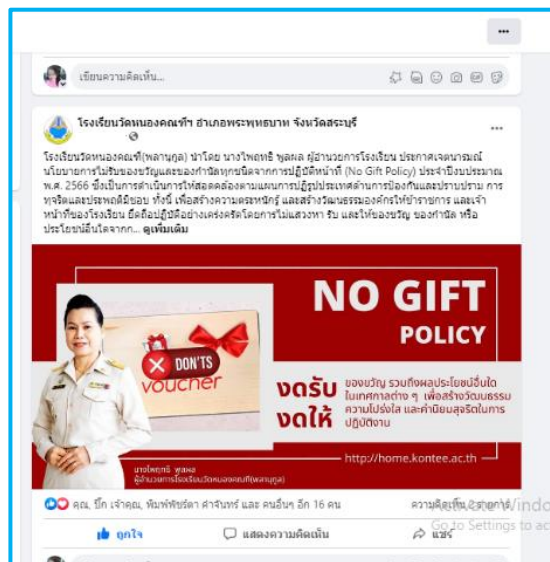 เขียนความคิดเห็น...
โรงเรียนวัดหนองคณฑีฯ อำเภอพระพุทธบาท จังหวัดสระบุรี
โรงเรียนวัดหนองคณฑี(พลานุกูล) นำโดย นางไพฤทธิ์ พูลผล ผู้อำนวยการโรงเรียน ประกาศเจตนารมณ์
นโยบายการไม่รับของขวัญและของกำนัลทุกชนิดจากการปฏิบัติหน้าที่ (No Gift Policy) ประจำปีงบประมาณ
พ.ศ. 2566 ซึ่งเป็นการดำเนินการให้สอดคล้องตามแผนการปฏิรูปประเทศด้านการป้องกันและปราบปราม การ
ทุจริตและประพฤติมิชอบ ทั้งนี้ เพื่อสร้างความตระหนักรู้ และสร้างวัฒนธรรมองค์กรให้ข้าราชการ และเจ้า
หน้าที่ของโรงเรียน ยึดถือปฏิบัติอย่างเคร่งครัดโดยการไม่แสวงหา รับ และให้ของขวัญ ของกำนัล หรือ
ประโยชน์อื่นใดจากก... ดูเพิ่มเติม
NO GIFT
POLICY
DON'TS
voucher
งดรับ
งดให้
ของขวัญ รวมถึงผลประโยชน์อื่นใด
ในเทศกาลต่าง ๆ เพื่อสร้างวัฒนธรรม
ความโปร่งใส และค่านิยมสุจริตในการ
ปฏิบัติงาน
http://home.kontee.ac.th
นางไพฤทธิ์ พูลผล
ผู้อำนวยการโรงเรียนวัดหนองคณฑี(พลานุกูล)
คุณ, บิ๊ก เจ้าคุณ, พิมพ์พัชร์ดา คำจันทร์ และ คนอื่นๆ อีก 16 คน
ความคิดเห็น 2 รายการ
Go to Settings to ac
ถูกใจ
แสดงความคิดเห็น
แชร์